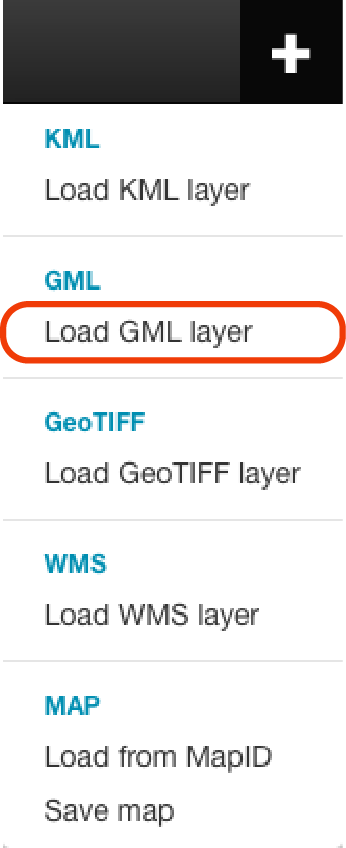 KML
Load KML layer
GML
Load GML layer
GeoTIFF
Load GeoTIFF layer
WMS
Load WMS layer
MAP
Load from MapID
Save map